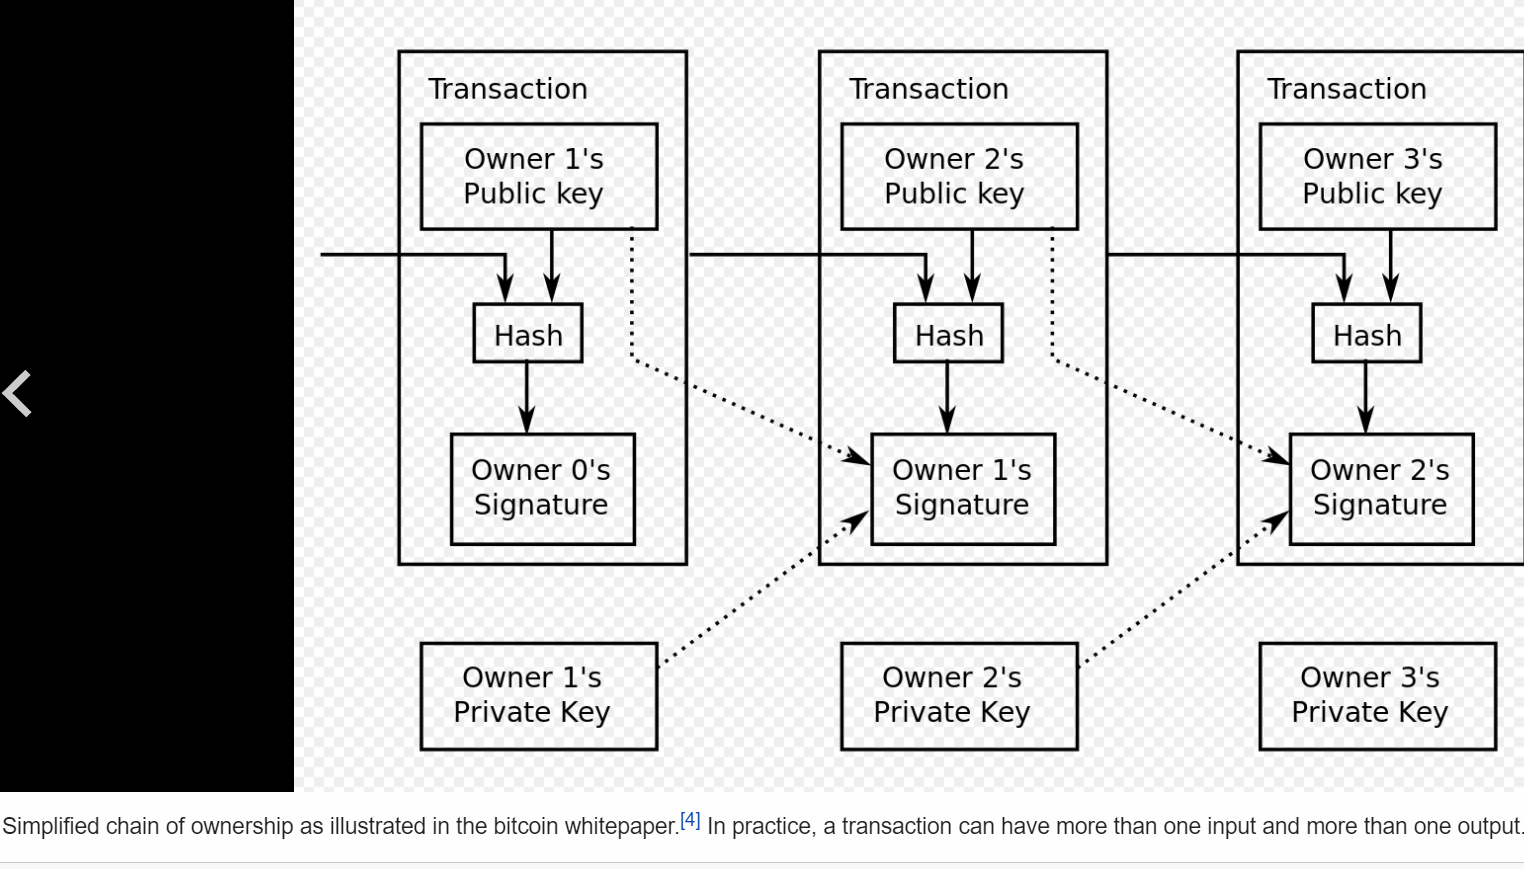 Transaction
Owner 1's
Public key
Hash
Owner 0's
Signature
Transaction
Owner 2's
Public key
Hash
Owner 1's
Signature
Transaction
Owner 3's
Public key
Hash
Owner 2's
Signature
Owner 1's
Private Key
Owner 2's
Private Key
Owner 3's
Private Key
Simplified chain of ownership as illustrated in the bitcoin whitepaper.[4] In practice, a transaction can have more than one input and more than one output.